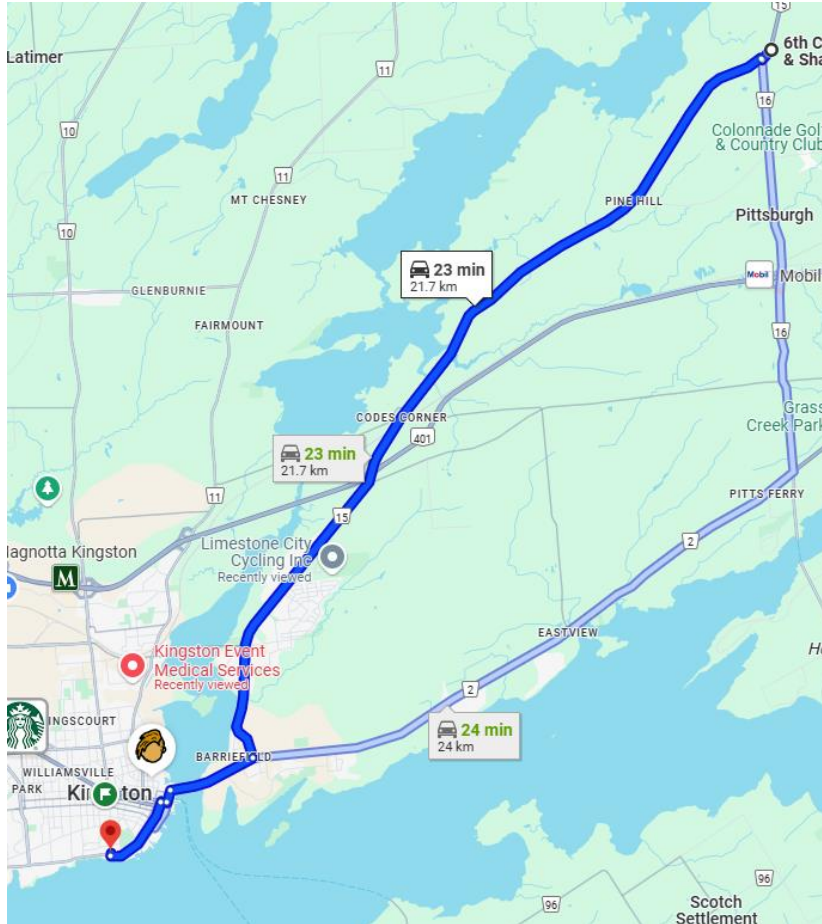 15
Latimer
6th C
& Sha
11
16
10
Colonnade Gol
& Country Club
11
MT CHESNEY
PINE HILL
Pittsburgh
10
23 min
21.7 km
Mobil
Mobil
GLENBURNIE
FAIRMOUNT
16
CODES CORNER
Grass
Creek Park
401
23 min
21.7 km
11
PITTS FERRY
15
2
Magnotta Kingston
M
Limestone City
Cycling Inc
Recently viewed
EASTVIEW
Kingston Event
Medical Services
Recently viewed
H
2
INGSCOURT
24 min
24 km
BARRIEFIELD
WILLIAMSVILLE
PARK
Kingston
96
96
Scotch
Settlement